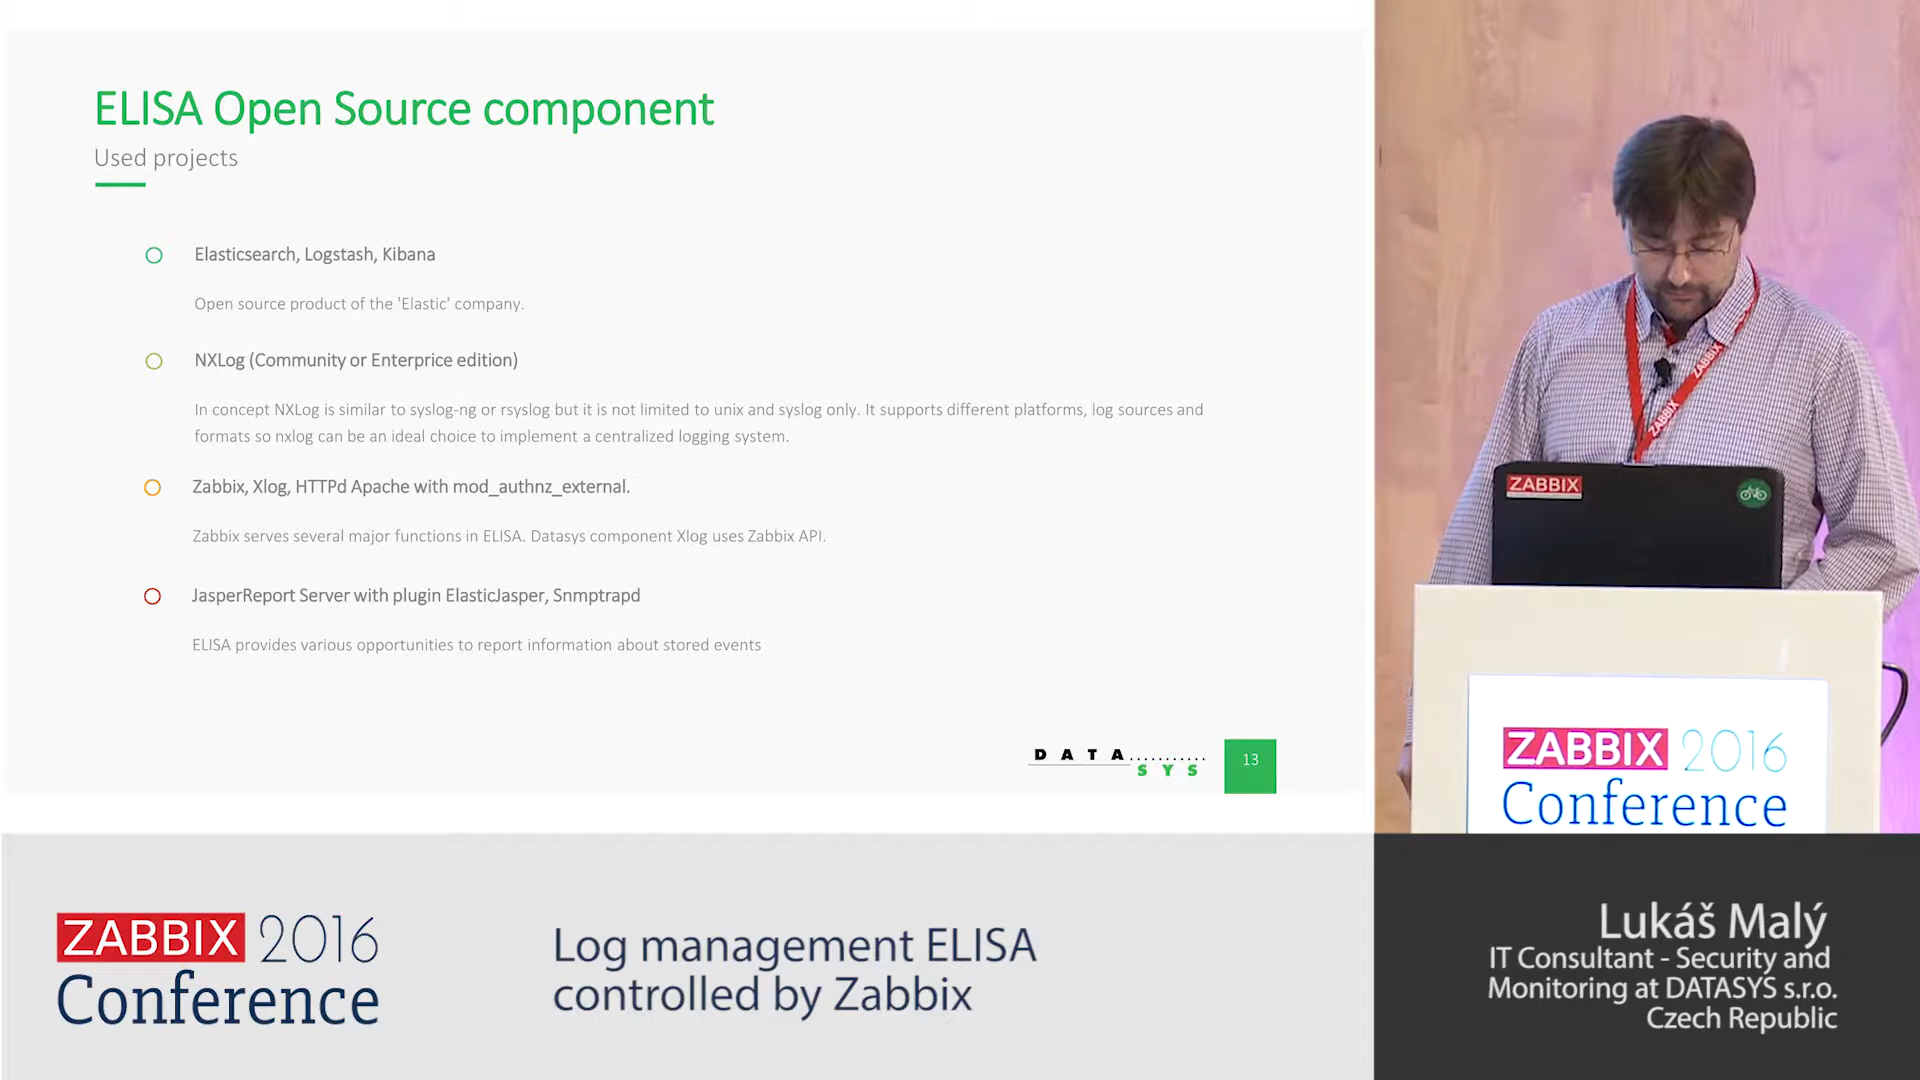 ELISA Open Source component
Used projects
Elasticsearch, Logstash, Kibana
Open source product of the 'Elastic' company.
NXLog (Community or Enterprice edition)
In concept NXLog is similar to syslog-ng or rsyslog but it is not limited to unix and syslog only. It supports different platforms, log sources and
formats so nxlog can be an ideal choice to implement a centralized logging system.
Zabbix, Xlog, HTTPd Apache with mod_authnz_external.
Zabbix serves several major functions in ELISA. Datasys component Xlog uses Zabbix API.
JasperReport Server with plugin ElasticJasper, Snmptrapd
ELISA provides various opportunities to report information about stored events
DATA
SYS
13
ZABBIX
ZABBIX
ZABBIX
ZABBIX 2016
Conference
ZABBIX 2016
Conference
Log management ELISA
controlled by Zabbix
Lukáš Malý
IT Consultant - Security and
Monitoring at DATASYS s.r.o.
Czech Republic